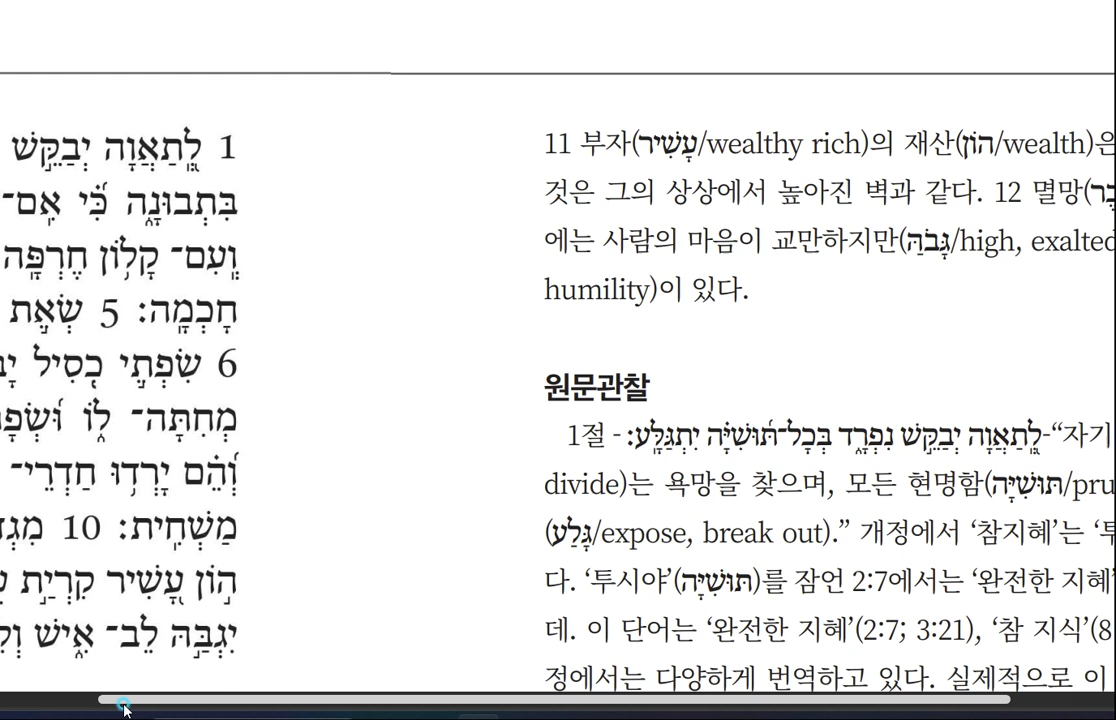 1 לְֽתַאֲוָה יְבַקֵּשׁ
בִּתְבוּנָה כִּי אִם־
וְעִם־ קָלוֹן חֶרְפָּה
חָכְמָה׃ 5 שְׂאֵת
6 שִׂפְתֵי כְסִיל
מְחִתָּה־ לוֹ
וְהֵם יָרְדוּ חַדְרֵי־
מַשְׁחִית׃ 10
הוֹן עָשִׁיר קִרְיַת
יִגְבַּהּ לֵב־ אִישׁ
11 부자(עָשִׁיר/wealthy rich)의 재산(הוֹן/wealth)은
것은 그의 상상에서 높아진 벽과 같다. 12 멸망(
에는 사람의 마음이 교만하지만(גָּבַהּ/high, exalted
humility)이 있다.
원문관찰
1절 - לְֽתַאֲוָה יְבַקֵּשׁ נִפְרָד בְּכָל־תּוּשִׁיָּה יִתְגַּלָּע׃-“자기
divide)는 욕망을 찾으며, 모든 현명함(תּוּשִׁיָּה/pru
(גָּלַע/expose, break out).” 개정에서 ‘참지혜’는 ‘투
다. ‘투시야’(תּוּשִׁיָּה)를 잠언 2:7에서는 ‘완전한 지혜’
데. 이 단어는 ‘완전한 지혜’(2:7; 3:21), ‘참 지식’(8
정에서는 다양하게 번역하고 있다. 실제적으로 이